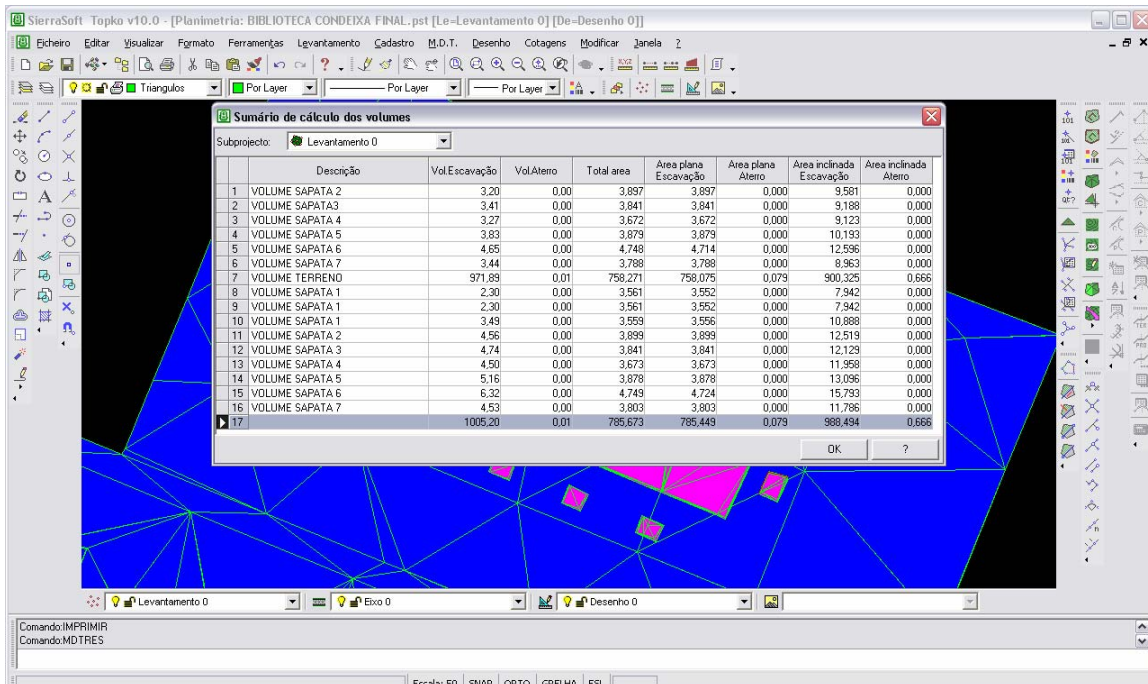 SierraSoft Topko v10.0 - [Planimetria: BIBLIOTECA CONDEIXA FINAL.pst [Le=Levantamento 0] [De=Desenho 0]]
Ficheiro Editar Visualizar Formato Ferramentas Levantamento Cadastro M.D.T. Desenho Cotagens Modificar Janela ?
Triangulos Por Layer Por Layer Por Layer
Sumário de cálculo dos volumes
Subprojecto: Levantamento 0
Descrição Vol.Escavação Vol.Aterro Total area Area plana Escavação Area plana Aterro Area inclinada Escavação Area inclinada Aterro
1 VOLUME SAPATA 2 3,20 0,00 3,897 3,897 0,000 9,581 0,000
2 VOLUME SAPATA3 3,41 0,00 3,841 3,841 0,000 9,188 0,000
3 VOLUME SAPATA 4 3,27 0,00 3,672 3,672 0,000 9,123 0,000
4 VOLUME SAPATA 5 3,83 0,00 3,879 3,879 0,000 10,193 0,000
5 VOLUME SAPATA 6 4,65 0,00 4,748 4,714 0,000 12,596 0,000
6 VOLUME SAPATA 7 3,44 0,00 3,788 3,788 0,000 8,963 0,000
7 VOLUME TERRENO 971,89 0,01 758,271 758,075 0,079 900,325 0,666
8 VOLUME SAPATA 1 2,30 0,00 3,561 3,552 0,000 7,942 0,000
9 VOLUME SAPATA 1 2,30 0,00 3,561 3,552 0,000 7,942 0,000
10 VOLUME SAPATA 1 3,49 0,00 3,559 3,556 0,000 10,888 0,000
11 VOLUME SAPATA 2 4,56 0,00 3,899 3,899 0,000 12,519 0,000
12 VOLUME SAPATA 3 4,74 0,00 3,841 3,841 0,000 12,129 0,000
13 VOLUME SAPATA 4 4,50 0,00 3,673 3,673 0,000 11,958 0,000
14 VOLUME SAPATA 5 5,16 0,00 3,878 3,878 0,000 13,096 0,000
15 VOLUME SAPATA 6 6,32 0,00 4,749 4,724 0,000 15,793 0,000
16 VOLUME SAPATA 7 4,53 0,00 3,803 3,803 0,000 11,786 0,000
17 1005,20 0,01 785,673 785,449 0,079 988,494 0,666
OK ?
Levantamento 0 Eixo 0 Desenho 0
Comando:IMPRIMIR
Comando:MDTRES
SNAP ORTO GRELHA ESL